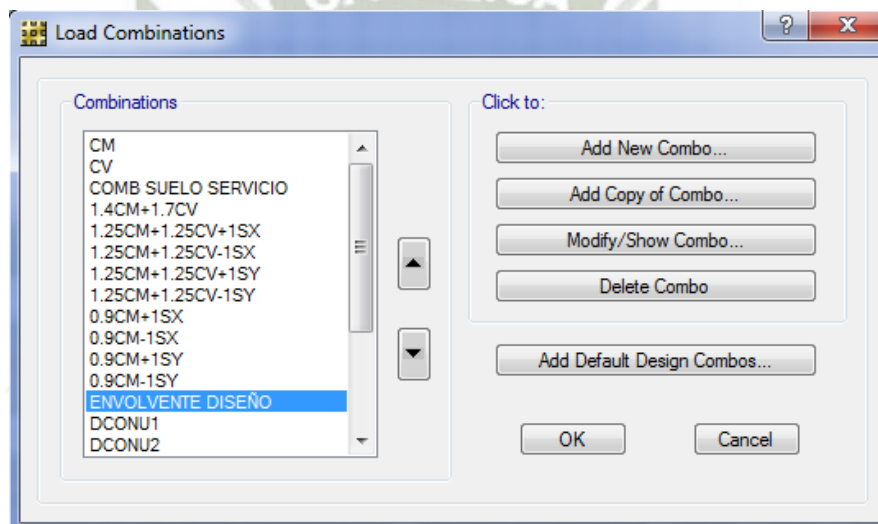 Load Combinations
Combinations
CM
CV
COMB SUELO SERVICIO
1.4CM+1.7CV
1.25CM+1.25CV+1SX
1.25CM+1.25CV-1SX
1.25CM+1.25CV+1SY
1.25CM+1.25CV-1SY
0.9CM+1SX
0.9CM-1SX
0.9CM+1SY
0.9CM-1SY
ENVOLVENTE DISEÑO
DCONU1
DCONU2
Click to:
Add New Combo...
Add Copy of Combo...
Modify/Show Combo...
Delete Combo
Add Default Design Combos...
OK
Cancel